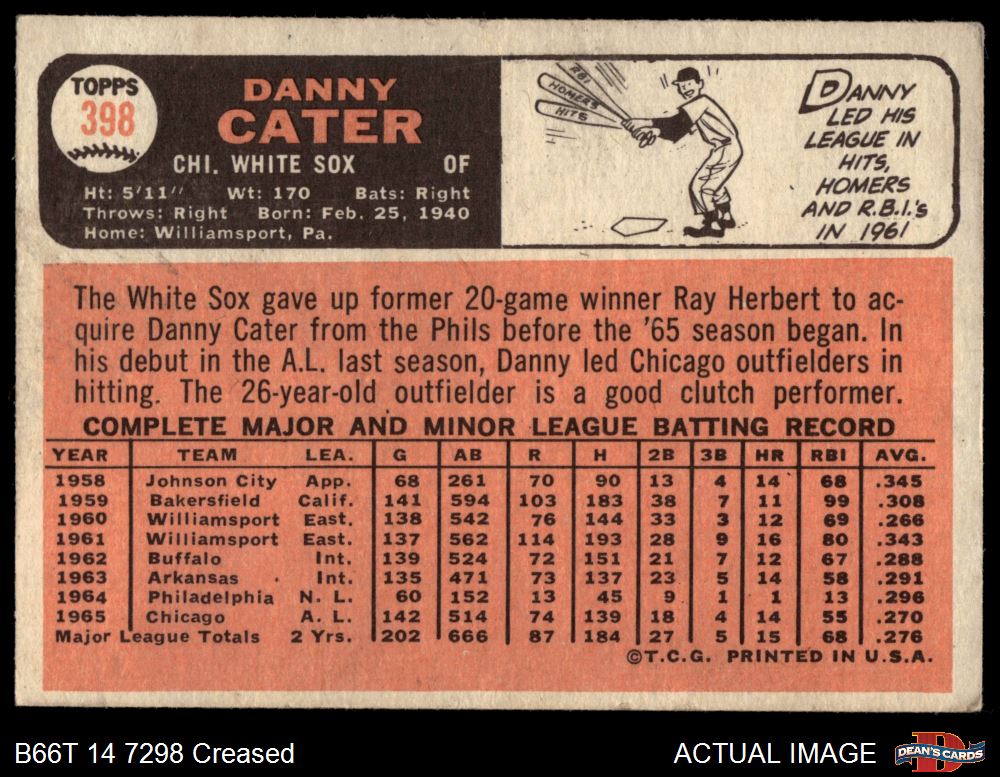 TOPPS
398
DANNY
CATER
CHI. WHITE SOX OF
Ht: 5'11" Wt: 170 Bats: Right
Throws: Right Born: Feb. 25, 1940
Home: Williamsport, Pa.
RBI
HOMERS
HITS
DANNY
LED HIS
LEAGUE IN
HITS,
HOMERS
AND R.B.I.'s
IN 1961
The White Sox gave up former 20-game winner Ray Herbert to ac-
quire Danny Cater from the Phils before the '65 season began. In
his debut in the A.L. last season, Danny led Chicago outfielders in
hitting. The 26-year-old outfielder is a good clutch performer.
COMPLETE MAJOR AND MINOR LEAGUE BATTING RECORD
YEAR TEAM LEA. G AB R H 2B 3B HR RBI AVG.
1958 Johnson City App. 68 261 70 90 13 4 14 68 .345
1959 Bakersfield Calif. 141 594 103 183 38 7 11 99 .308
1960 Williamsport East. 138 542 76 144 33 3 12 69 .266
1961 Williamsport East. 137 562 114 193 28 9 16 80 .343
1962 Buffalo Int. 139 524 72 151 21 7 12 67 .288
1963 Arkansas Int. 135 471 73 137 23 5 14 58 .291
1964 Philadelphia N. L. 60 152 13 45 9 1 1 13 .296
1965 Chicago A. L. 142 514 74 139 18 4 14 55 .270
Major League Totals 2 Yrs. 202 666 87 184 27 5 15 68 .276
©T.C.G. PRINTED IN U.S.A.
B66T 14 7298 Creased
ACTUAL IMAGE
DEAN'S CARDS